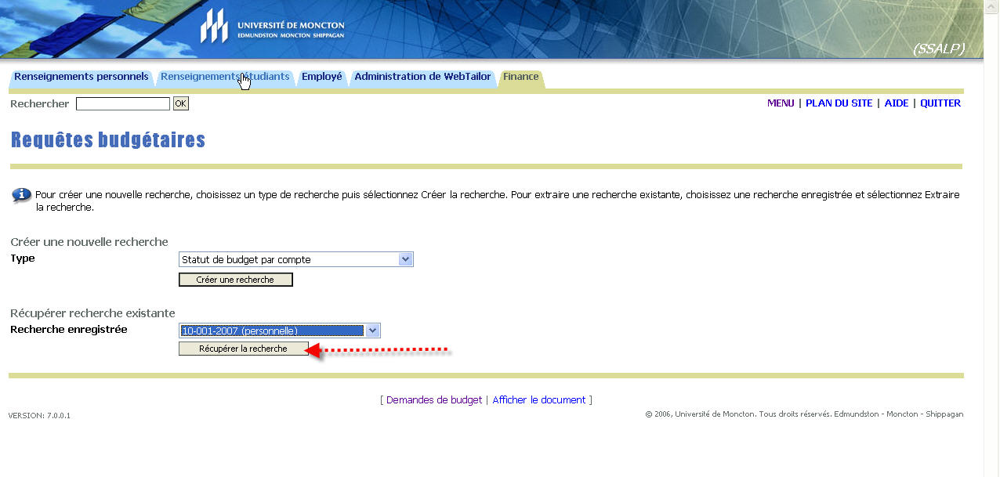 UNIVERSITÉ DE MONCTON
EDMUNDSTON MONCTON SHIPPAGAN
(SSALP)
Renseignements personnels Renseignements étudiants Employé Administration de WebTailor Finance
Rechercher OK MENU | PLAN DU SITE | AIDE | QUITTER
Requêtes budgétaires
Pour créer une nouvelle recherche, choisissez un type de recherche puis sélectionnez Créer la recherche. Pour extraire une recherche existante, choisissez une recherche enregistrée et sélectionnez Extraire
la recherche.
Créer une nouvelle recherche
Type Statut de budget par compte
Créer une recherche
Récupérer recherche existante
Recherche enregistrée 10-001-2007 (personnelle)
Récupérer la recherche
[ Demandes de budget | Afficher le document ]
VERSION: 7.0.0.1 © 2006, Université de Moncton. Tous droits réservés. Edmundston - Moncton - Shippagan